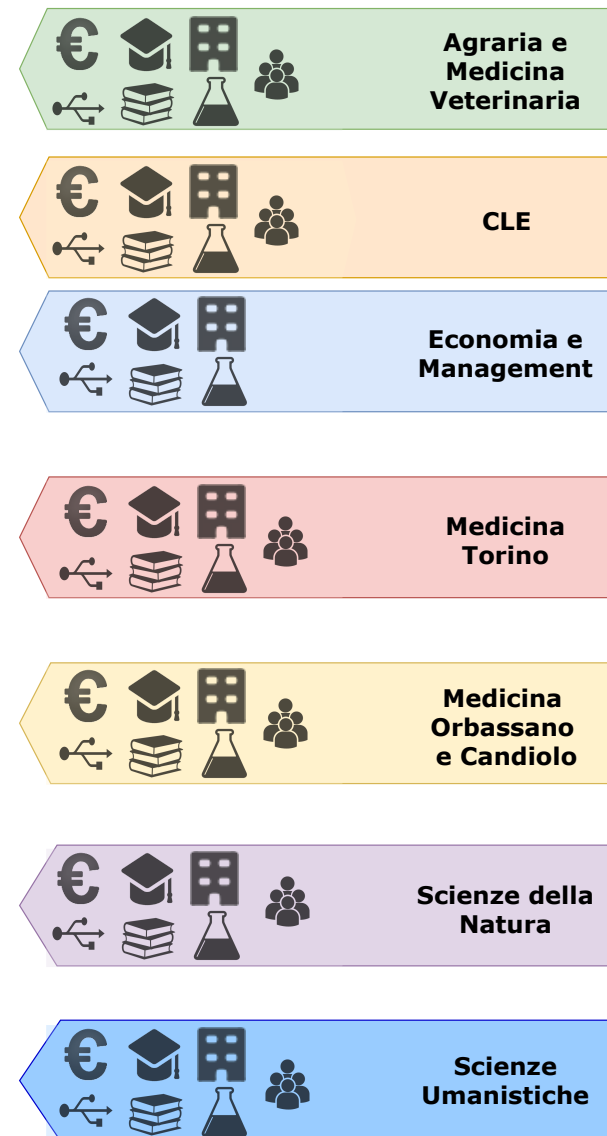 Agraria e
Medicina
Veterinaria
CLE
Economia e
Management
Medicina
Torino
Medicina
Orbassano
e Candiolo
Scienze della
Natura
Scienze
Umanistiche